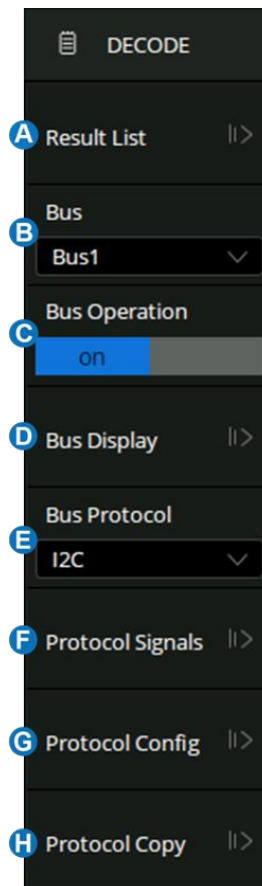 DECODE
A Result List
Bus
B
Bus1
Bus Operation
C
on
D Bus Display
Bus Protocol
E
I2C
F Protocol Signals
G Protocol Config
H Protocol Copy